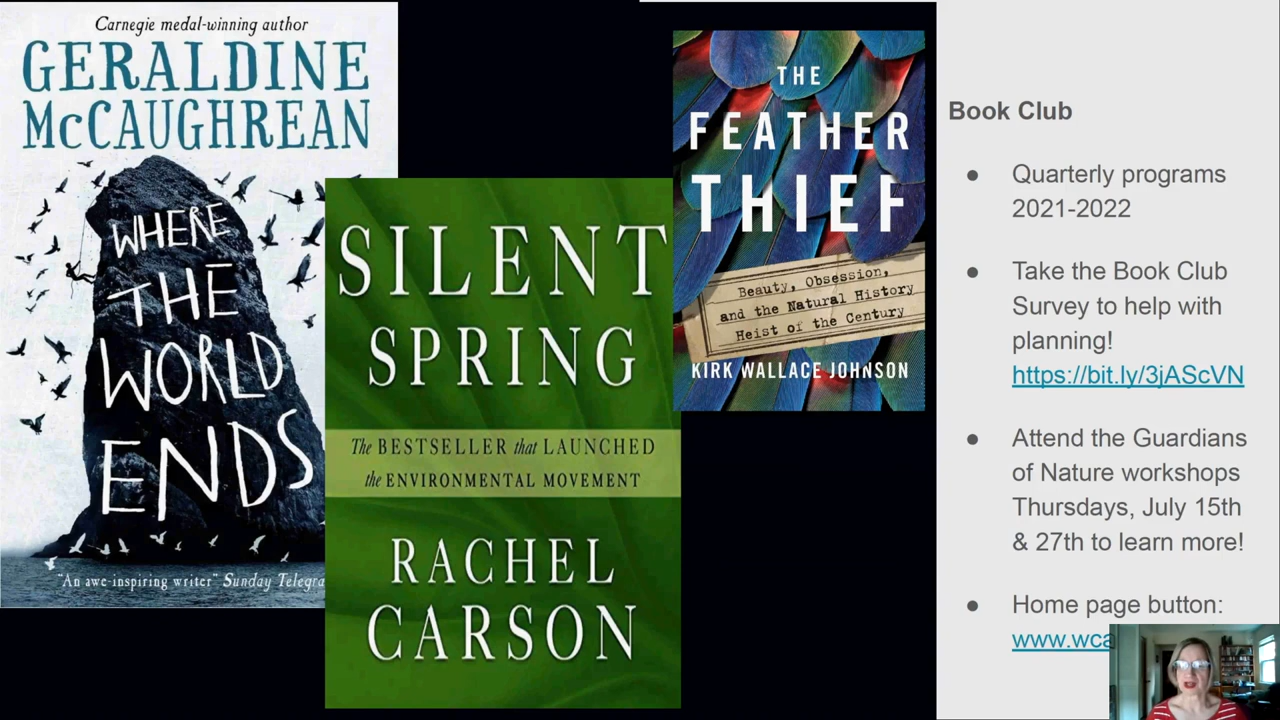 Carnegie medal-winning author
GERALDINE
McCAUGHREAN
WHERE
THE
WORLD
ENDS
"An awe-inspiring writer" Sunday Telegra
SILENT
SPRING
The BESTSELLER that LAUNCHED
the ENVIRONMENTAL MOVEMENT
RACHEL
CARSON
THE
FEATHER
THIEF
Beauty, Obsession,
and the Natural History
Heist of the Century
KIRK WALLACE JOHNSON
Book Club
● Quarterly programs
2021-2022
● Take the Book Club
Survey to help with
planning!
https://bit.ly/3jAScVN
● Attend the Guardians
of Nature workshops
Thursdays, July 15th
& 27th to learn more!
● Home page button:
www.wca